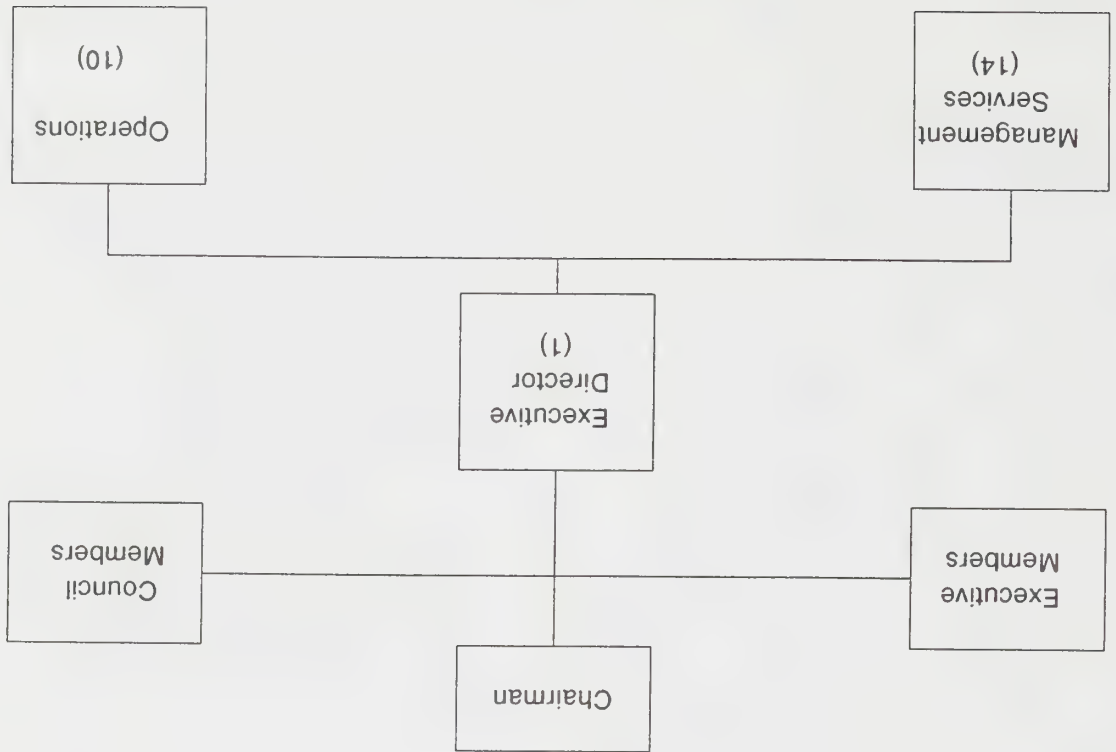 Chairman
Executive
Members
Council
Members
Executive
Director
(1)
Management
Services
(14)
Operations
(10)